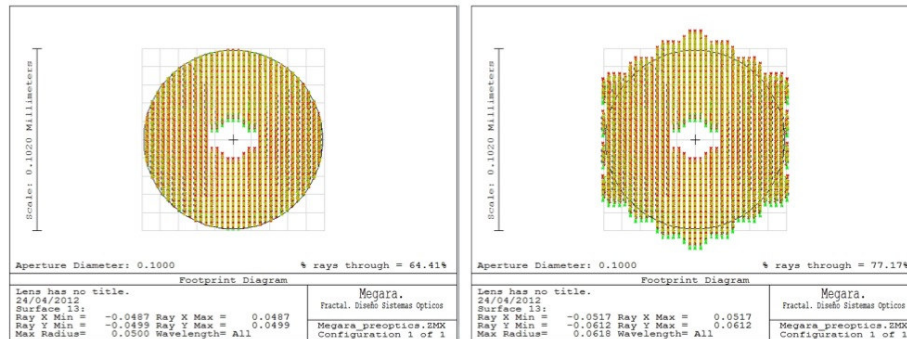 Scale: 0.1020 Millimeters
Aperture Diameter: 0.1000 % rays through = 64.41%
Footprint Diagram
Lens has no title.
24/04/2012
Surface 13:
Ray X Min = -0.0487 Ray X Max = 0.0487
Ray Y Min = -0.0499 Ray Y Max = 0.0499
Max Radius= 0.0500 Wavelength= All
Megara.
Fractal. Diseño Sistemas Opticos
Megara_preoptics.ZMX
Configuration 1 of 1
Scale: 0.1020 Millimeters
Aperture Diameter: 0.1000 % rays through = 77.17%
Footprint Diagram
Lens has no title.
24/04/2012
Surface 13:
Ray X Min = -0.0517 Ray X Max = 0.0517
Ray Y Min = -0.0612 Ray Y Max = 0.0612
Max Radius= 0.0618 Wavelength= All
Megara.
Fractal. Diseño Sistemas Opticos
Megara_preoptics.ZMX
Configuration 1 of 1